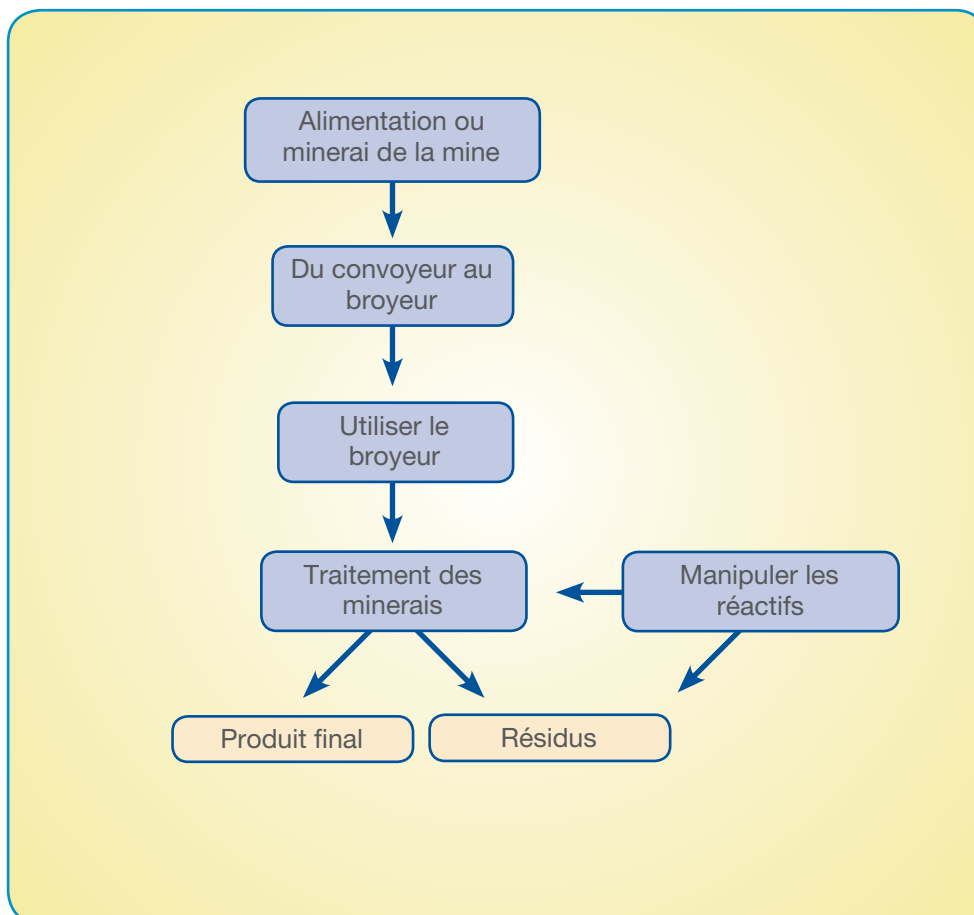 Alimentation ou
minerai de la mine
Du convoyeur au
broyeur
Utiliser le
broyeur
Traitement des
minerais
Manipuler les
réactifs
Produit final
Résidus